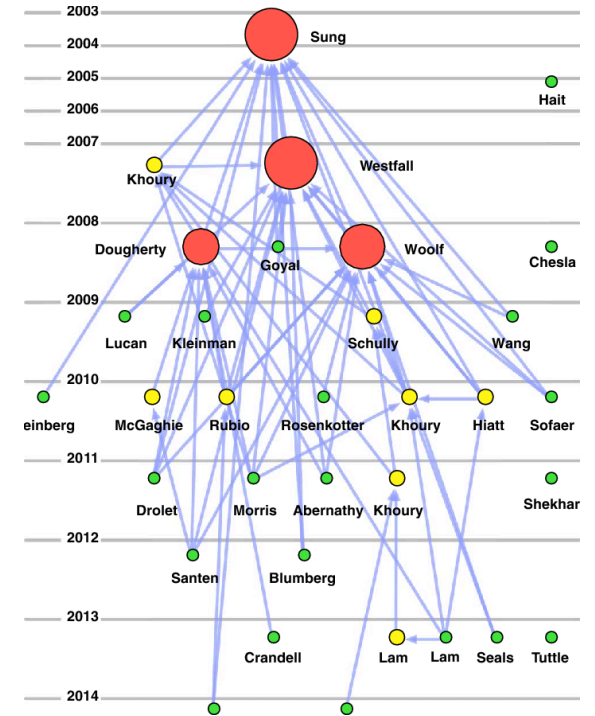 2003
Sung
2004
2005
Hait
2006
2007
Westfall
Khoury
2008
Dougherty
Goyal
Woolf
Chesla
2009
Lucan
Kleinman
Schully
Wang
2010
einberg
McGaghie
Rubio
Rosenkotter
Khoury
Hiatt
Sofaer
2011
Drolet
Morris
Abernathy
Khoury
Shekhar
2012
Santen
Blumberg
2013
Crandell
Lam
Lam
Seals
Tuttle
2014